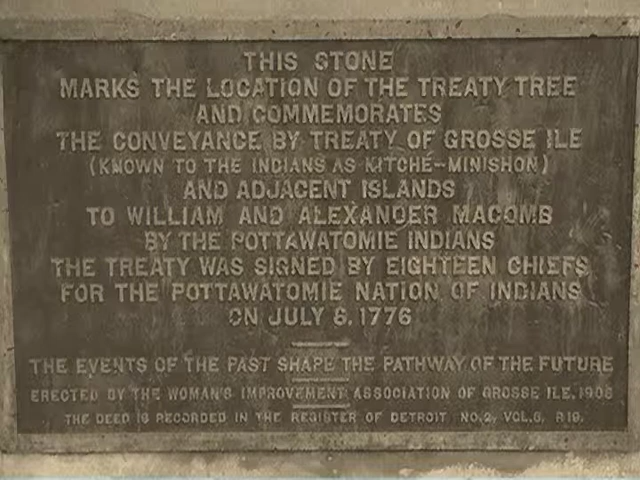 THIS STONE
MARKS THE LOCATION OF THE TREATY TREE
AND COMMEMORATES
THE CONVEYANCE BY TREATY OF GROSSE ILE
(KNOWN TO THE INDIANS AS KITCHÉ-MINISHON)
AND ADJACENT ISLANDS
TO WILLIAM AND ALEXANDER MACOMB
BY THE POTTAWATOMIE INDIANS
THE TREATY WAS SIGNED BY EIGHTEEN CHIEFS
FOR THE POTTAWATOMIE NATION OF INDIANS
ON JULY 6, 1776
THE EVENTS OF THE PAST SHAPE THE PATHWAY OF THE FUTURE
ERECTED BY THE WOMAN'S IMPROVEMENT ASSOCIATION OF GROSSE ILE, 1908
THE DEED IS RECORDED IN THE REGISTER OF DETROIT NO. 2, VOL.